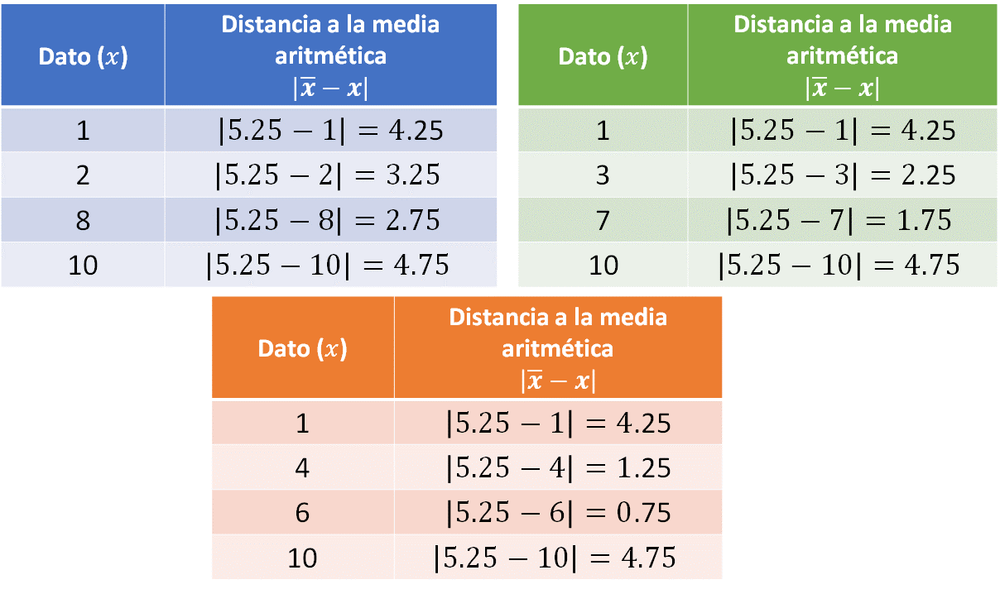 Dato (x)
Distancia a la media
aritmética
|x̅ − x|
1
|5.25 − 1| = 4.25
2
|5.25 − 2| = 3.25
8
|5.25 − 8| = 2.75
10
|5.25 − 10| = 4.75
Dato (x)
Distancia a la media
aritmética
|x̅ − x|
1
|5.25 − 1| = 4.25
3
|5.25 − 3| = 2.25
7
|5.25 − 7| = 1.75
10
|5.25 − 10| = 4.75
Dato (x)
Distancia a la media
aritmética
|x̅ − x|
1
|5.25 − 1| = 4.25
4
|5.25 − 4| = 1.25
6
|5.25 − 6| = 0.75
10
|5.25 − 10| = 4.75